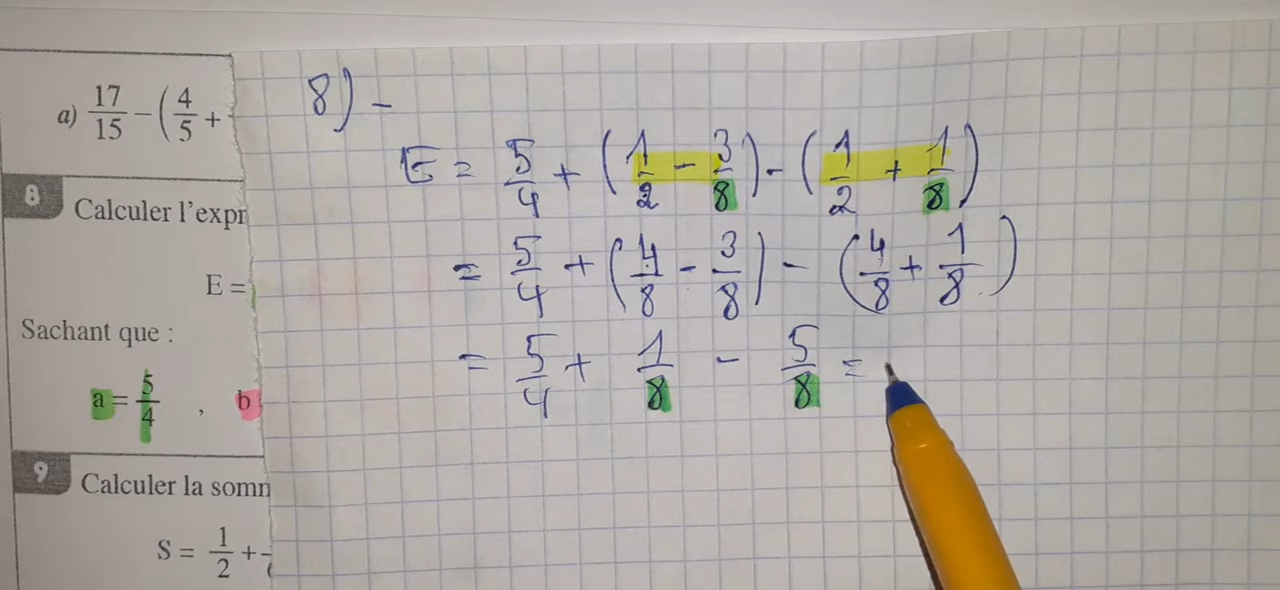 a) 17/15 - (4/5 +
8 Calculer l'expr
E =
Sachant que :
a = 5/4 , b
9 Calculer la somm
S = 1/2 +
8) -
E = 5/4 + (1/2 - 3/8) - (1/2 + 1/8)
= 5/4 + (4/8 - 3/8) - (4/8 + 1/8)
= 5/4 + 1/8 - 5/8 =